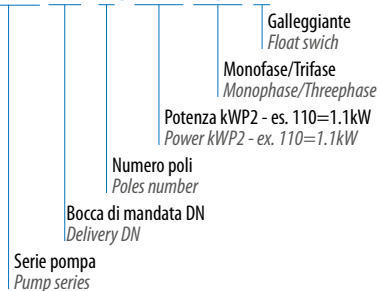 Galleggiante
Float swich
Monofase/Trifase
Monophase/Threephase
Potenza kWP2 - es. 110=1.1kW
Power kWP2 - ex. 110=1.1kW
Numero poli
Poles number
Bocca di mandata DN
Delivery DN
Serie pompa
Pump series